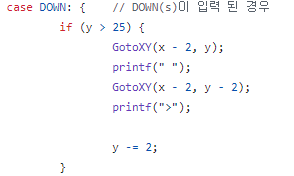 case DOWN: {    // DOWN(s)이 입력 된 경우
if (y > 25) {
GotoXY(x - 2, y);
printf(" ");
GotoXY(x - 2, y - 2);
printf(">");
y -= 2;
}